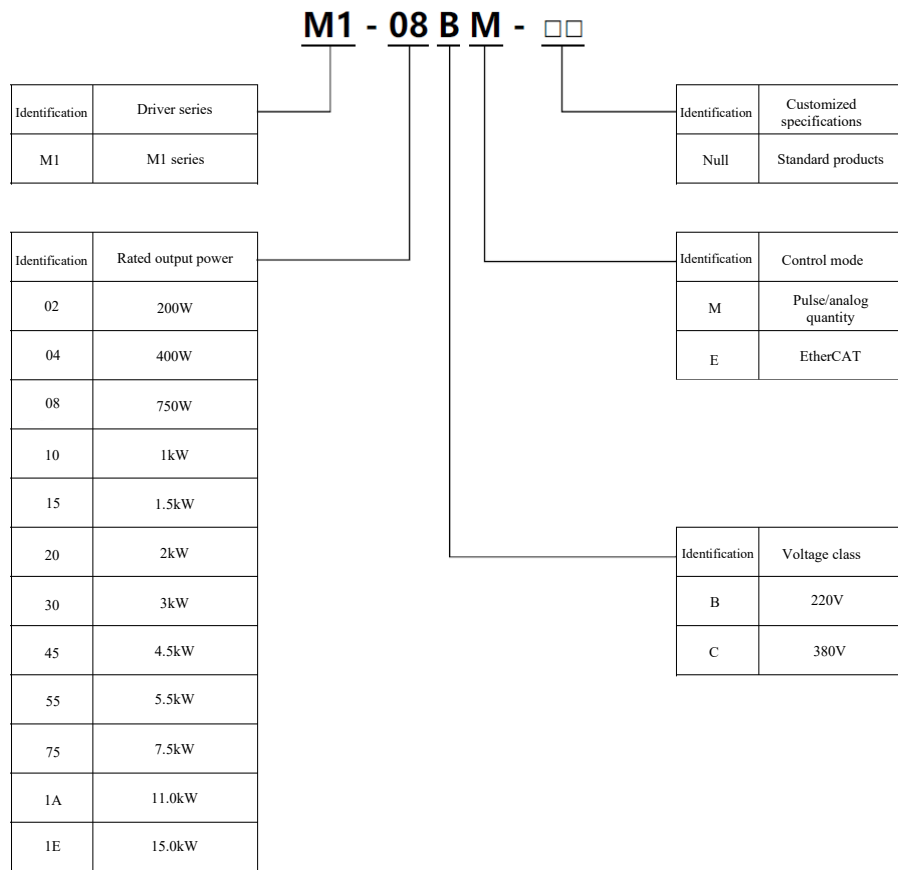 M1 - 08 B M - □□
Identification Driver series
M1 M1 series
Identification Customized
specifications
Null Standard products
Identification Rated output power
02 200W
04 400W
08 750W
10 1kW
15 1.5kW
20 2kW
30 3kW
45 4.5kW
55 5.5kW
75 7.5kW
1A 11.0kW
1E 15.0kW
Identification Control mode
M Pulse/analog
quantity
E EtherCAT
Identification Voltage class
B 220V
C 380V